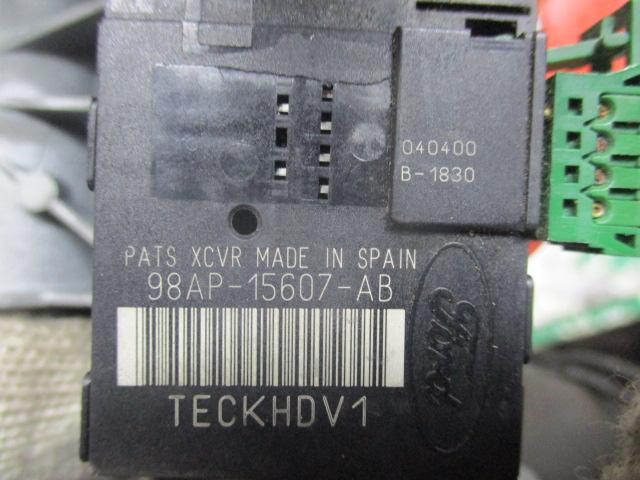 040400
B-1830
PATS XCVR MADE IN SPAIN
98AP-15607-AB
TECKHDV1
Ford